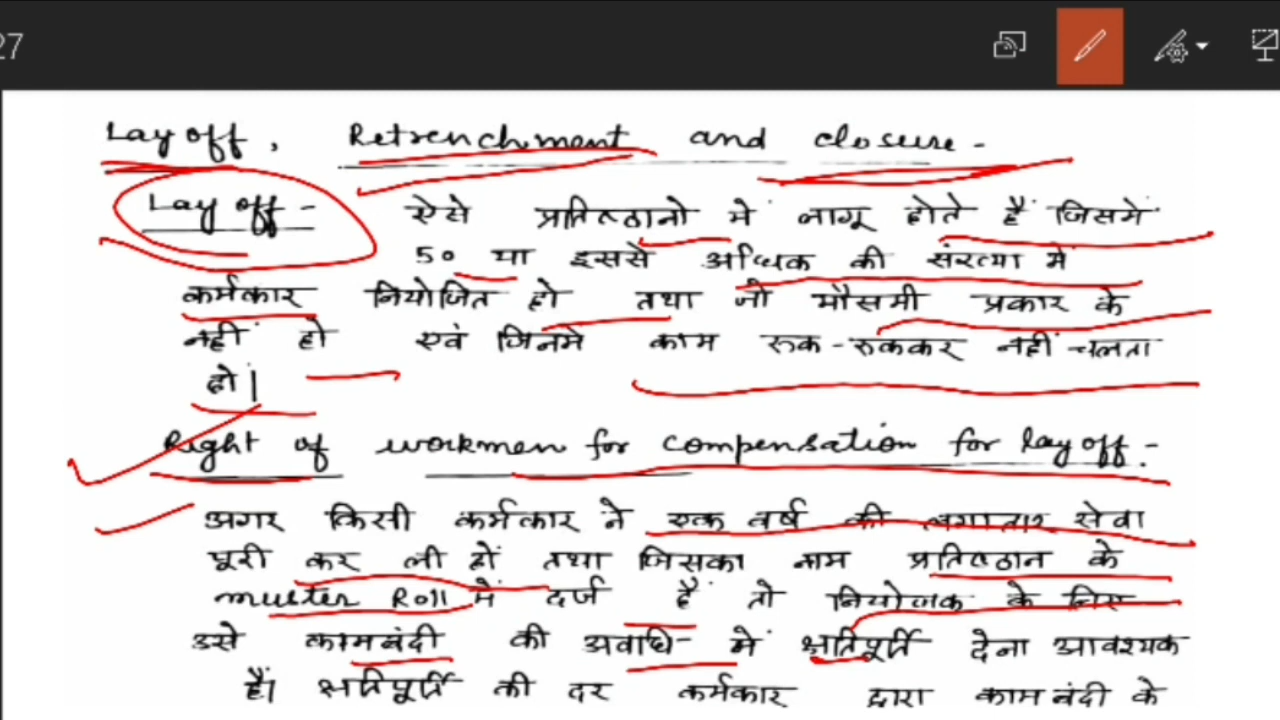 27
Lay off, Retrenchment and closure -
Lay off - ऐसे प्रतिष्ठानो में लागू होते हैं जिसमें
50 या इससे अधिक की संख्या में
कर्मकार नियोजित हो तथा जो मौसमी प्रकार के
नहीं हो एवं जिनमे काम रुक-रुककर नहीं चलता
हो।
Right of workmen for compensation for lay off -
अगर किसी कर्मकार ने एक वर्ष की लगातार सेवा
पूरी कर ली हों तथा जिसका नाम प्रतिष्ठान के
muster Roll में दर्ज हैं तो नियोजक के लिए
उसे कामबंदी की अवधि में क्षतिपूर्ति देना आवश्यक
हैं। क्षतिपूर्ति की दर कर्मकार द्वारा कामबंदी के